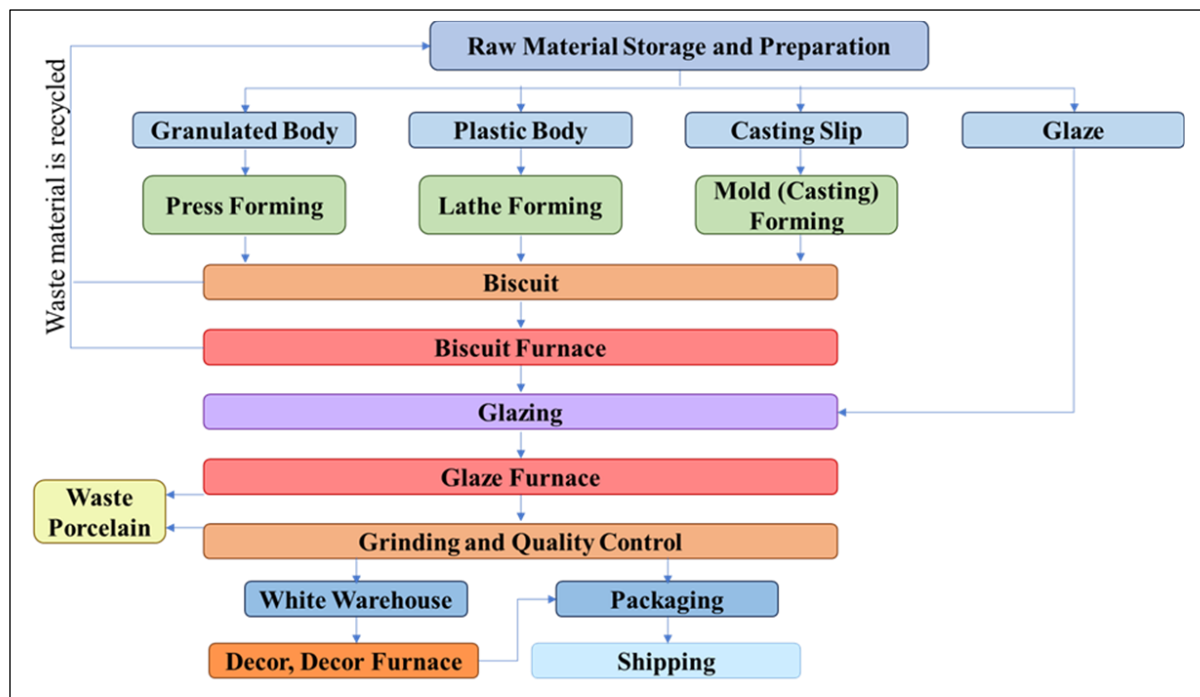 Raw Material Storage and Preparation
Waste material is recycled
Granulated Body
Plastic Body
Casting Slip
Glaze
Press Forming
Lathe Forming
Mold (Casting)
Forming
Biscuit
Biscuit Furnace
Glazing
Glaze Furnace
Waste
Porcelain
Grinding and Quality Control
White Warehouse
Packaging
Decor, Decor Furnace
Shipping